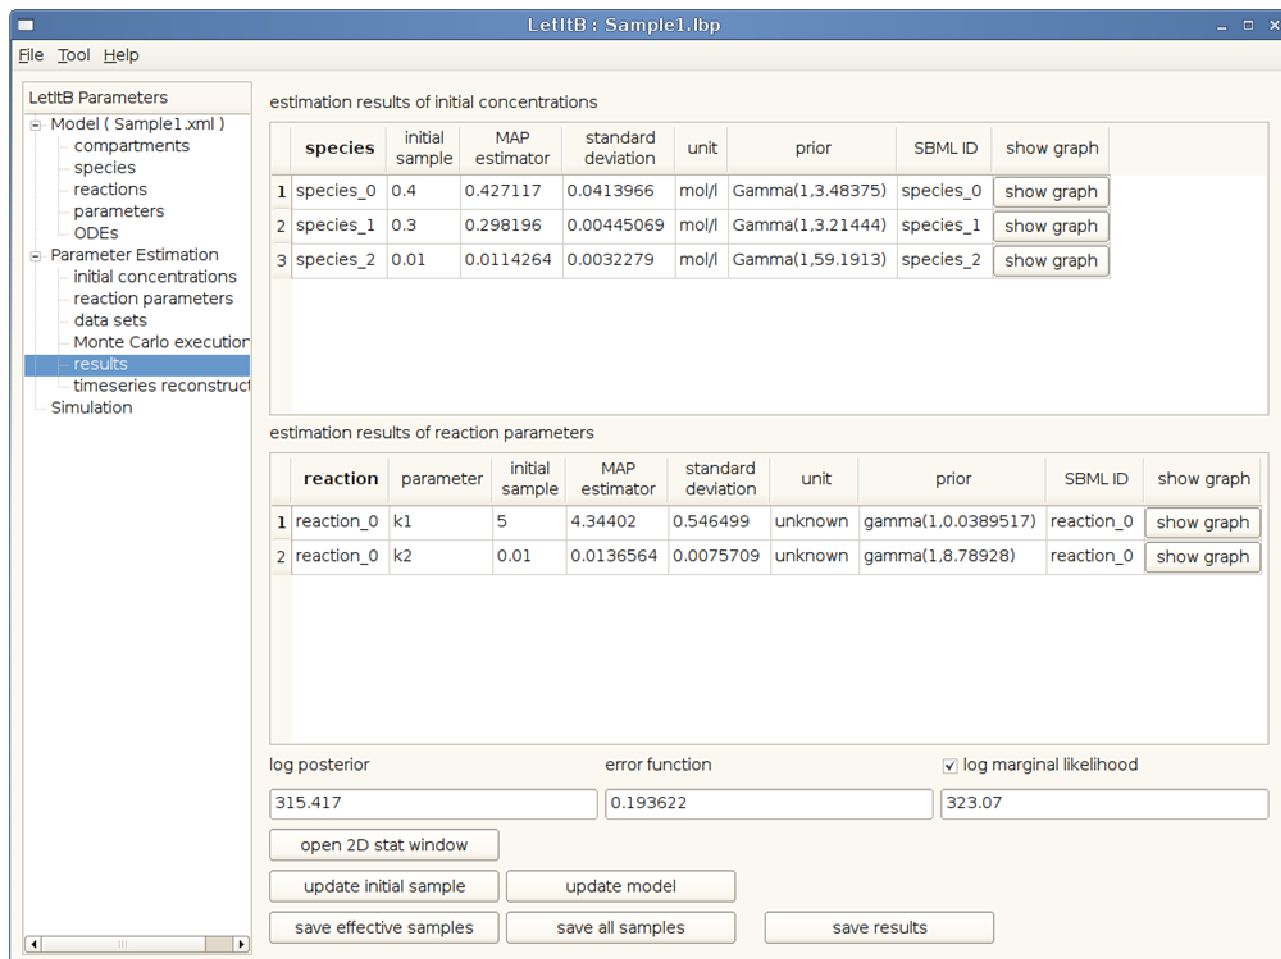 LetItB : Sample1.lbp
File Tool Help
LetItB Parameters
Model ( Sample1.xml )
compartments
species
reactions
parameters
ODEs
Parameter Estimation
initial concentrations
reaction parameters
data sets
Monte Carlo execution
results
timeseries reconstruct
Simulation
estimation results of initial concentrations
species initial sample MAP estimator standard deviation unit prior SBML ID show graph
1 species_0 0.4 0.427117 0.0413966 mol/l Gamma(1,3.48375) species_0 show graph
2 species_1 0.3 0.298196 0.00445069 mol/l Gamma(1,3.21444) species_1 show graph
3 species_2 0.01 0.0114264 0.0032279 mol/l Gamma(1,59.1913) species_2 show graph
estimation results of reaction parameters
reaction parameter initial sample MAP estimator standard deviation unit prior SBML ID show graph
1 reaction_0 k1 5 4.34402 0.546499 unknown gamma(1,0.0389517) reaction_0 show graph
2 reaction_0 k2 0.01 0.0136564 0.0075709 unknown gamma(1,8.78928) reaction_0 show graph
log posterior error function log marginal likelihood
315.417 0.193622 323.07
open 2D stat window
update initial sample update model
save effective samples save all samples save results